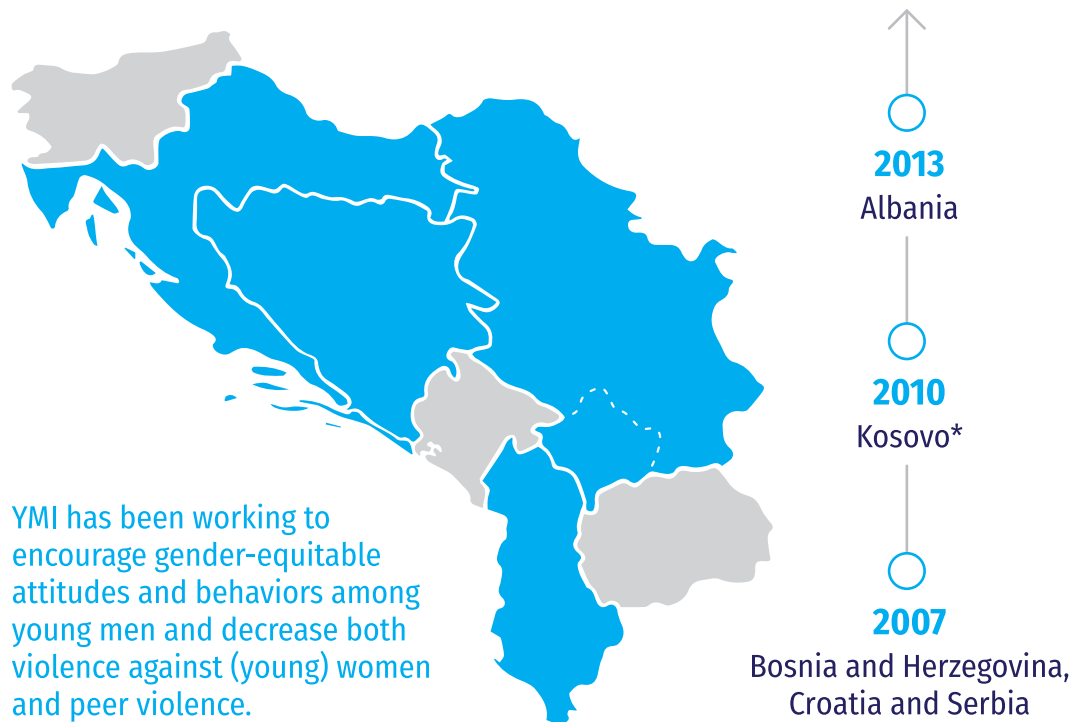 2013
Albania
2010
Kosovo*
2007
Bosnia and Herzegovina,
Croatia and Serbia
YMI has been working to
encourage gender-equitable
attitudes and behaviors among
young men and decrease both
violence against (young) women
and peer violence.